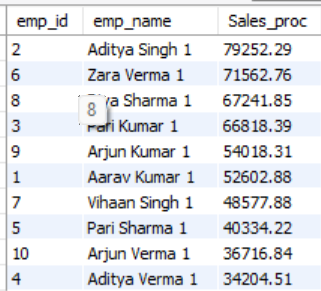 emp_id emp_name Sales_proc
2 Aditya Singh 1 79252.29
6 Zara Verma 1 71562.76
8 Sharma 1 67241.85
3 Pari Kumar 1 66818.39
8
9 Arjun Kumar 1 54018.31
1 Aarav Kumar 1 52602.88
7 Vihaan Singh 1 48577.88
5 Pari Sharma 1 40334.22
10 Arjun Verma 1 36716.84
4 Aditya Verma 1 34204.51